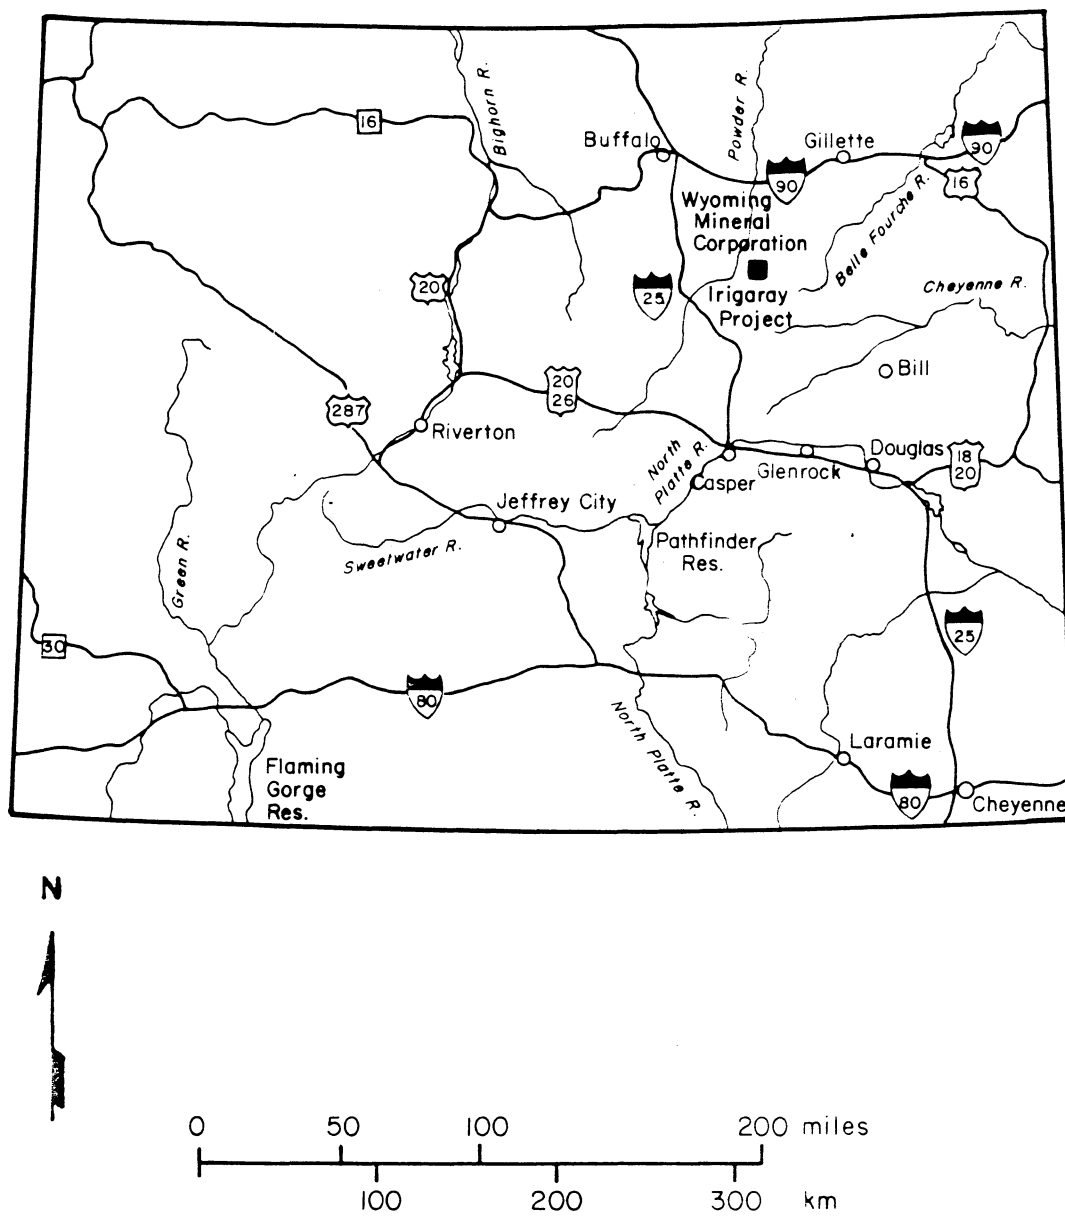 16
Bighorn R.
Buffalo
Powder R.
Gillette
90
90
16
Wyoming
Mineral
Corporation
Belle Fourche R.
20
25
Irigaray
Project
Cheyenne R.
Bill
20
26
287
Riverton
North
Platte R.
Casper
Glenrock
Douglas
18
20
Jeffrey City
Sweetwater R.
Pathfinder
Res.
Green R.
25
30
80
North Platte R.
Laramie
Flaming
Gorge
Res.
80
Cheyenne
N
0 50 100 200 miles
100 200 300 km